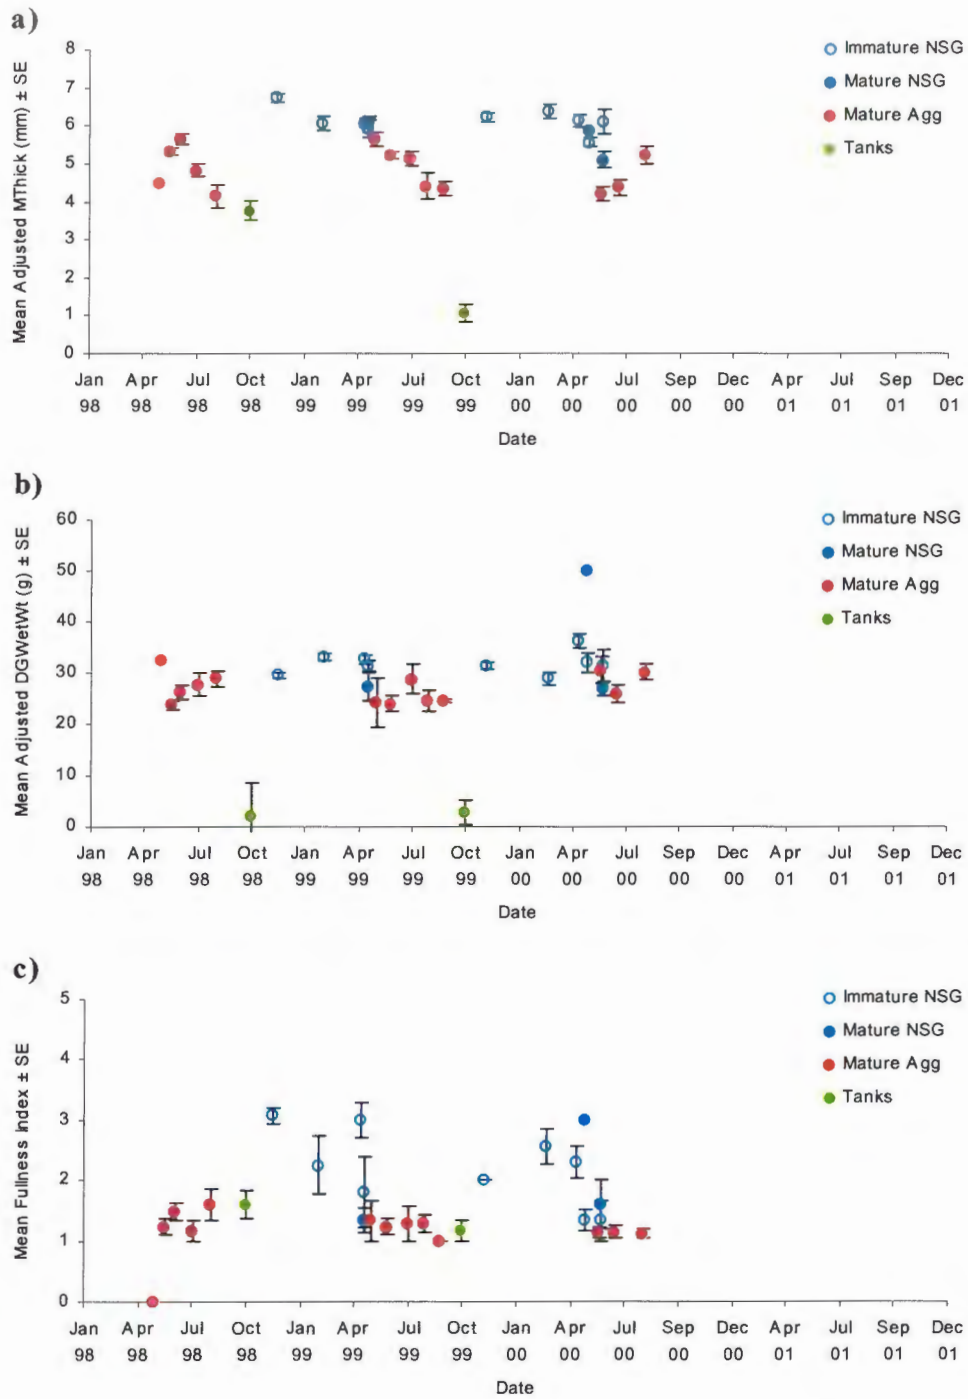 a)
Mean Adjusted MThick (mm) ± SE
8
7
6
5
4
3
2
1
0
Jan Apr Jul Oct Jan Apr Jul Oct Jan Apr Jul Sep Dec Apr Jul Sep Dec
98 98 98 98 99 99 99 99 00 00 00 00 00 01 01 01 01
Date
Immature NSG
Mature NSG
Mature Agg
Tanks
b)
Mean Adjusted DGWetWt (g) ± SE
60
50
40
30
20
10
0
Jan Apr Jul Oct Jan Apr Jul Oct Jan Apr Jul Sep Dec Apr Jul Sep Dec
98 98 98 98 99 99 99 99 00 00 00 00 00 01 01 01 01
Date
Immature NSG
Mature NSG
Mature Agg
Tanks
c)
Mean Fullness Index ± SE
5
4
3
2
1
0
Jan Apr Jul Oct Jan Apr Jul Oct Jan Apr Jul Sep Dec Apr Jul Sep Dec
98 98 98 98 99 99 99 99 00 00 00 00 00 01 01 01 01
Date
Immature NSG
Mature NSG
Mature Agg
Tanks